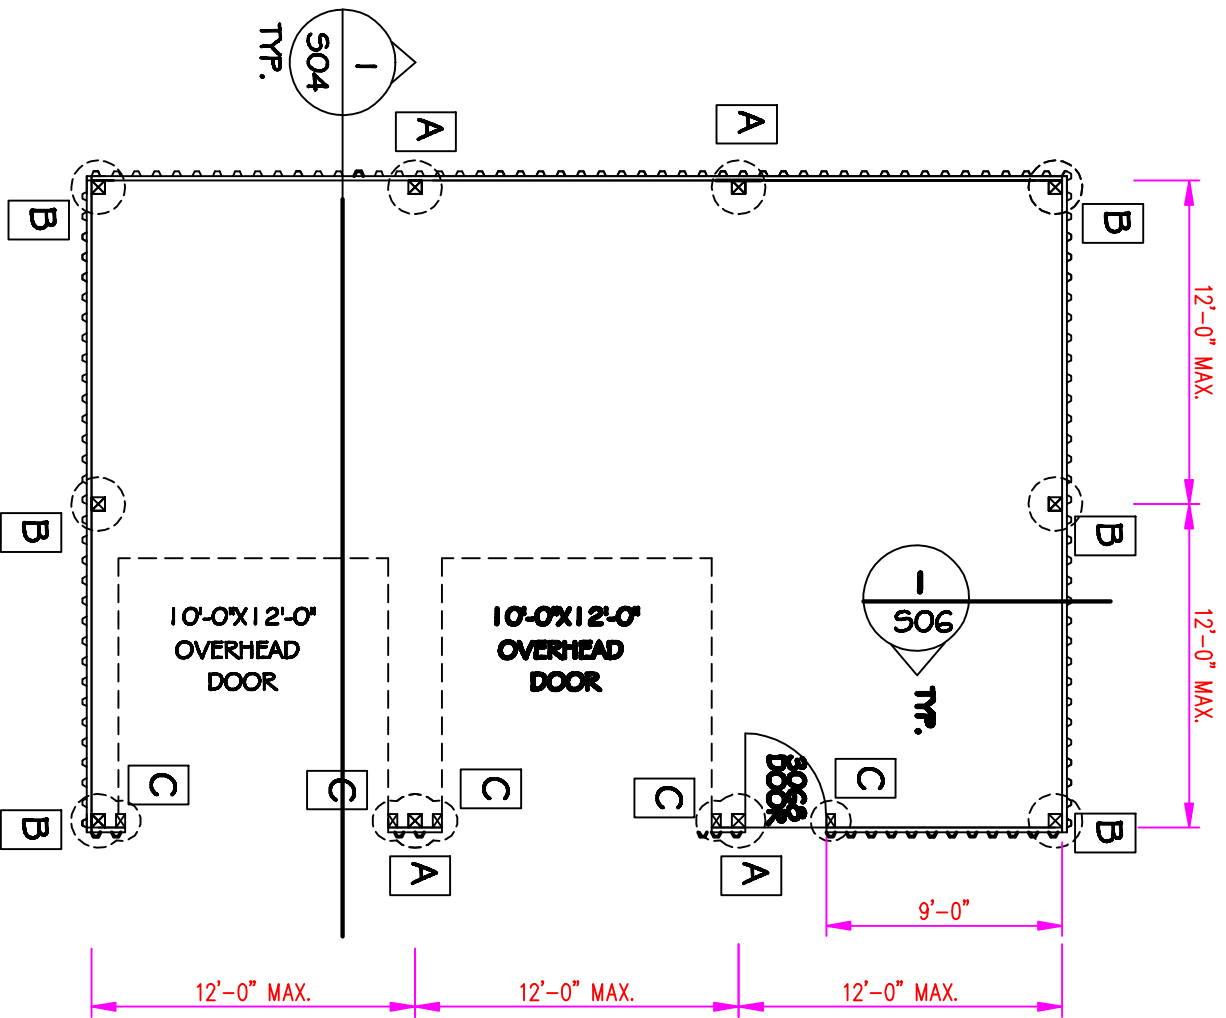 1
S04
TYP.
A
A
B
B
12'-0" MAX.
B
B
12'-0" MAX.
1
S06
TYP.
10'-0"X12'-0"
OVERHEAD
DOOR
10'-0"X12'-0"
OVERHEAD
DOOR
3068
DOOR
C
C
C
C
C
B
B
A
A
9'-0"
12'-0" MAX.
12'-0" MAX.
12'-0" MAX.